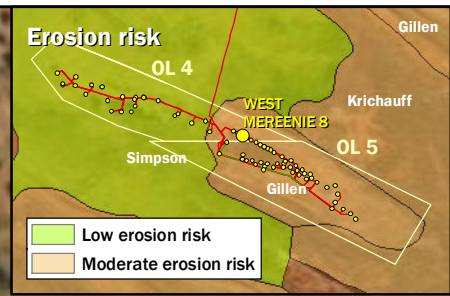 Gillen
Erosion risk
OL 4
WEST
MEREENIE 8
Krichauff
OL 5
Simpson
Gillen
Low erosion risk
Moderate erosion risk